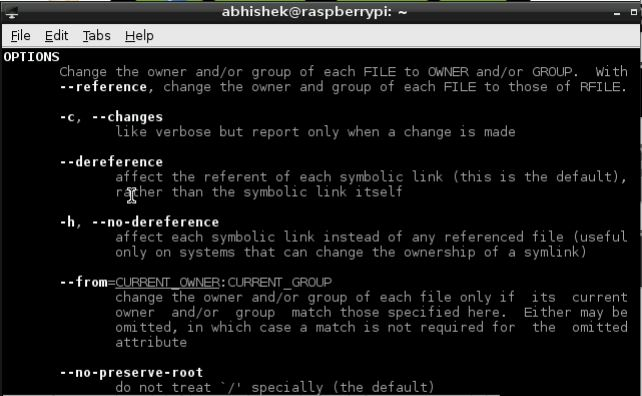 abhishek@raspberrypi: ~
File Edit Tabs Help
OPTIONS
Change the owner and/or group of each FILE to OWNER and/or GROUP. With
--reference, change the owner and group of each FILE to those of RFILE.
-c, --changes
like verbose but report only when a change is made
--dereference
affect the referent of each symbolic link (this is the default),
rather than the symbolic link itself
-h, --no-dereference
affect each symbolic link instead of any referenced file (useful
only on systems that can change the ownership of a symlink)
--from=CURRENT_OWNER:CURRENT_GROUP
change the owner and/or group of each file only if its current
owner and/or group match those specified here. Either may be
omitted, in which case a match is not required for the omitted
attribute
--no-preserve-root
do not treat `/' specially (the default)